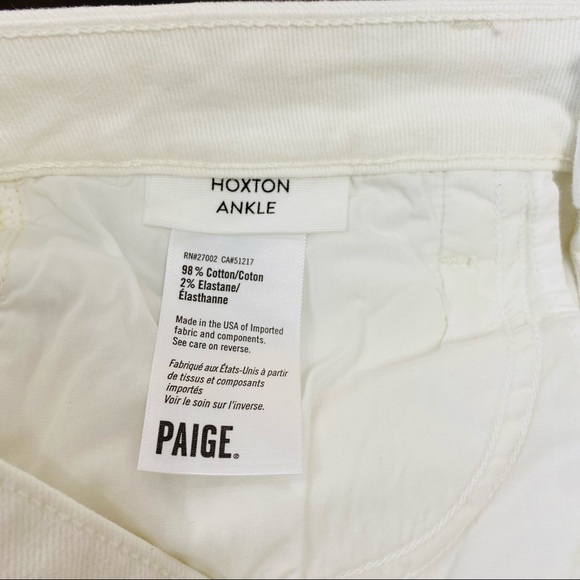 HOXTON
ANKLE
RN#27002 CA#51217
98% Cotton/Coton
2% Elastane/
Élasthanne
Made in the USA of Imported
fabric and components.
See care on reverse.
Fabriqué aux États-Unis à partir
de tissus et composants
importés
Voir le soin sur l'inverse.
PAIGE®